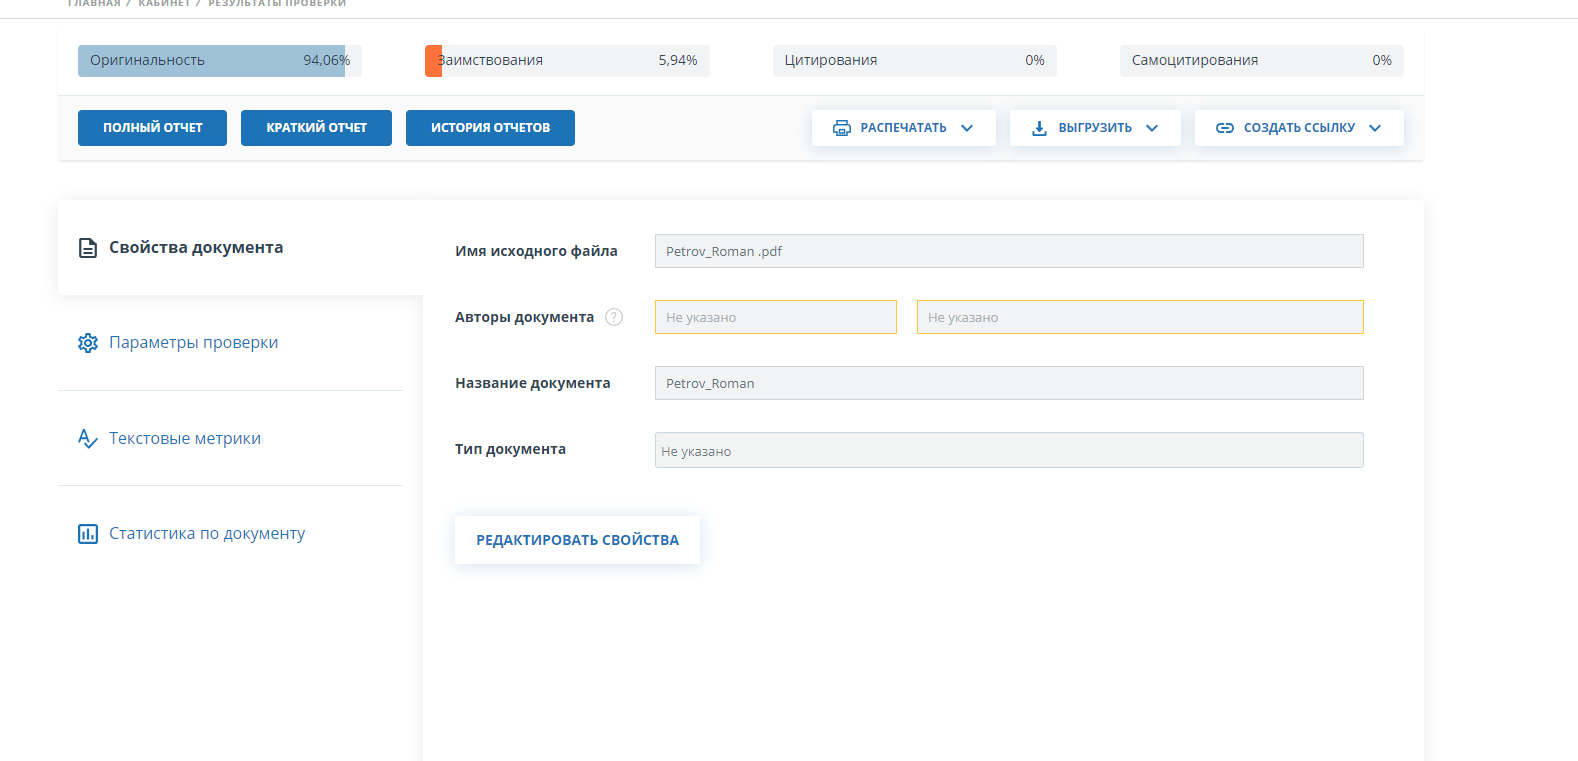 ГЛАВНАЯ / КАБИНЕТ / РЕЗУЛЬТАТЫ ПРОВЕРКИ
Оригинальность 94,06% Заимствования 5,94% Цитирования 0% Самоцитирования 0%
ПОЛНЫЙ ОТЧЕТ КРАТКИЙ ОТЧЕТ ИСТОРИЯ ОТЧЕТОВ РАСПЕЧАТАТЬ ВЫГРУЗИТЬ СОЗДАТЬ ССЫЛКУ
Свойства документа
Параметры проверки
Текстовые метрики
Статистика по документу
Имя исходного файла Petrov_Roman .pdf
Авторы документа ? Не указано Не указано
Название документа Petrov_Roman
Тип документа Не указано
РЕДАКТИРОВАТЬ СВОЙСТВА